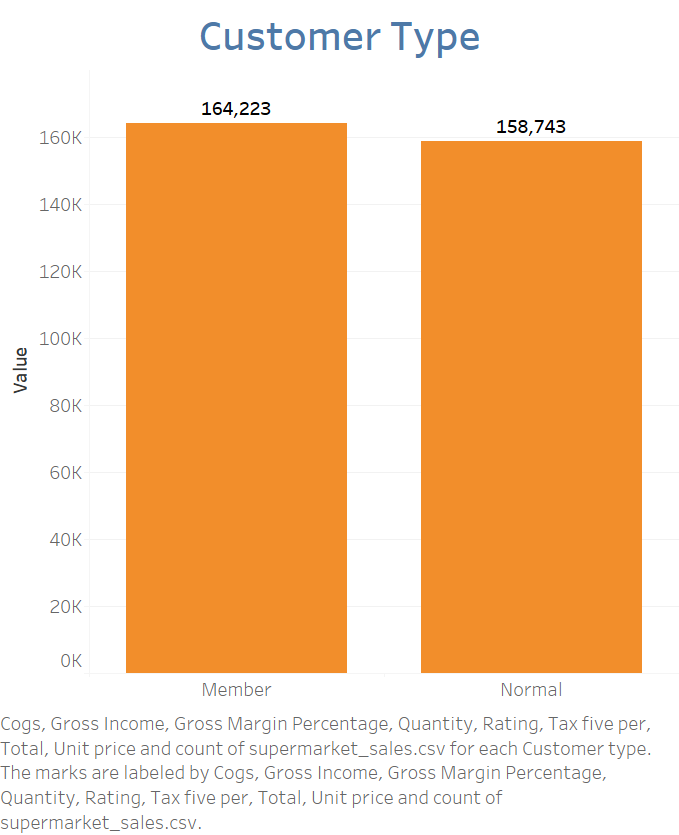 Customer Type
164,223
158,743
160K
140K
120K
100K
80K
60K
40K
20K
0K
Value
Member
Normal
Cogs, Gross Income, Gross Margin Percentage, Quantity, Rating, Tax five per,
Total, Unit price and count of supermarket_sales.csv for each Customer type.
The marks are labeled by Cogs, Gross Income, Gross Margin Percentage,
Quantity, Rating, Tax five per, Total, Unit price and count of
supermarket_sales.csv.